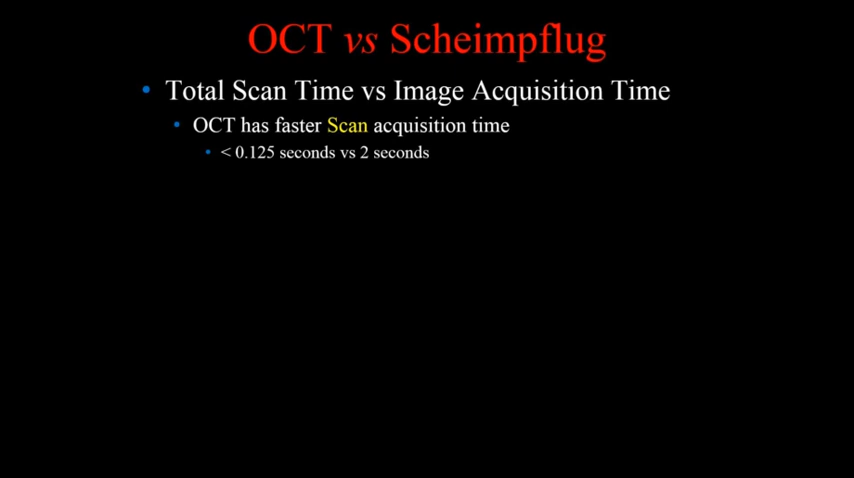 OCT vs Scheimpflug
• Total Scan Time vs Image Acquisition Time
• OCT has faster Scan acquisition time
• < 0.125 seconds vs 2 seconds